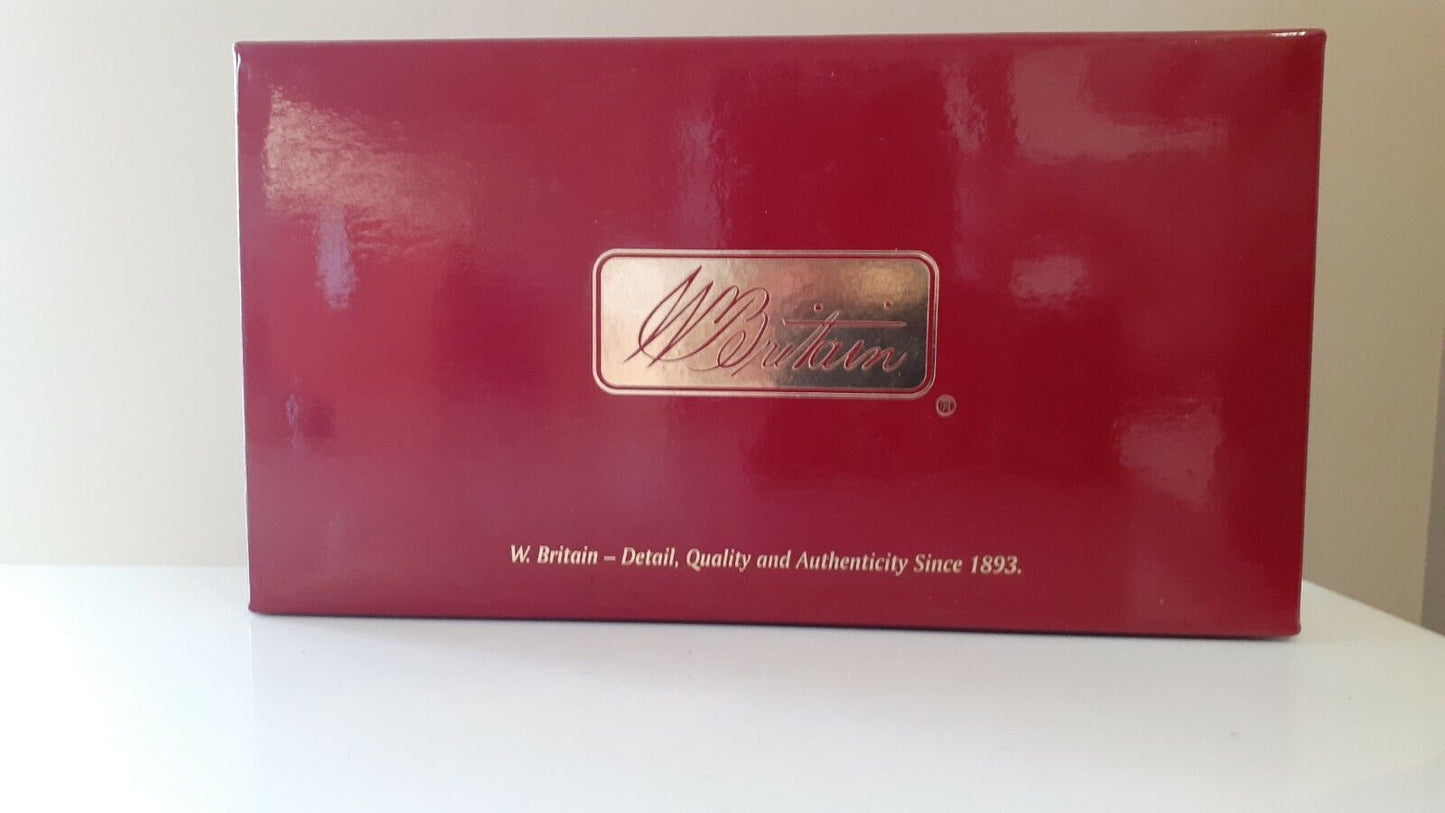 W Britain
®
W. Britain – Detail, Quality and Authenticity Since 1893.